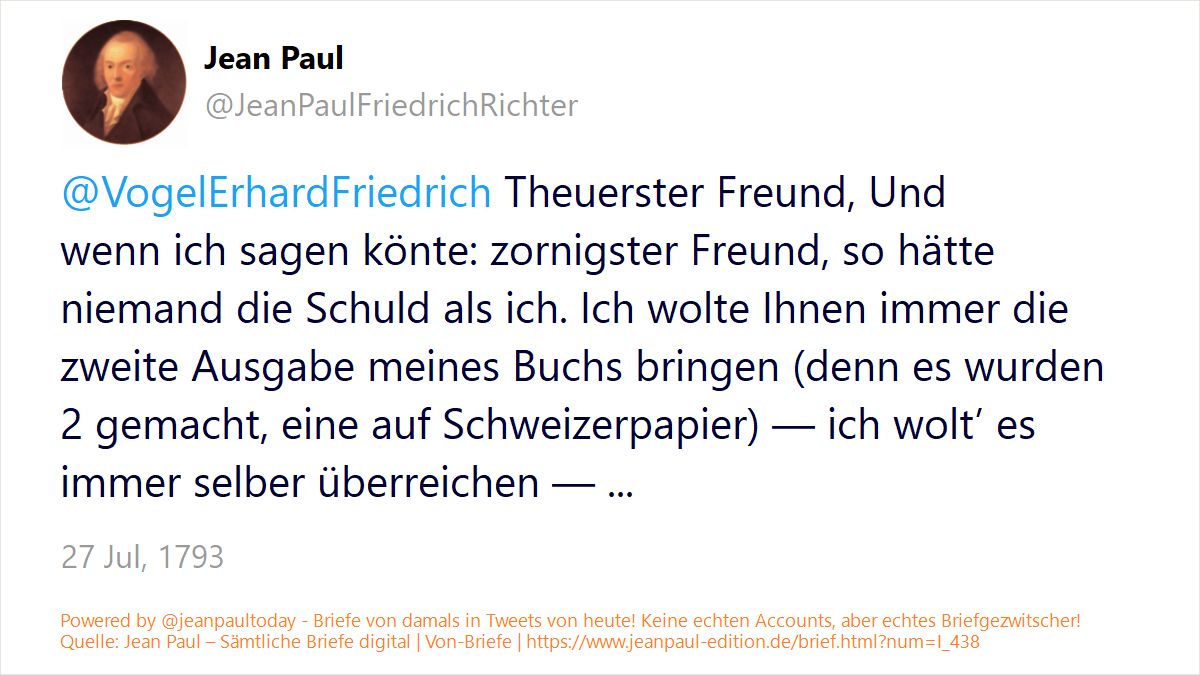 Jean Paul
@JeanPaulFriedrichRichter
@VogelErhardFriedrich Theuerster Freund, Und
wenn ich sagen könte: zornigster Freund, so hätte
niemand die Schuld als ich. Ich wolte Ihnen immer die
zweite Ausgabe meines Buchs bringen (denn es wurden
2 gemacht, eine auf Schweizerpapier) — ich wolt’ es
immer selber überreichen — ...
27 Jul, 1793
Powered by @jeanpaultoday - Briefe von damals in Tweets von heute! Keine echten Accounts, aber echtes Briefgezwitscher!
Quelle: Jean Paul – Sämtliche Briefe digital | Von-Briefe | https://www.jeanpaul-edition.de/brief.html?num=I_438